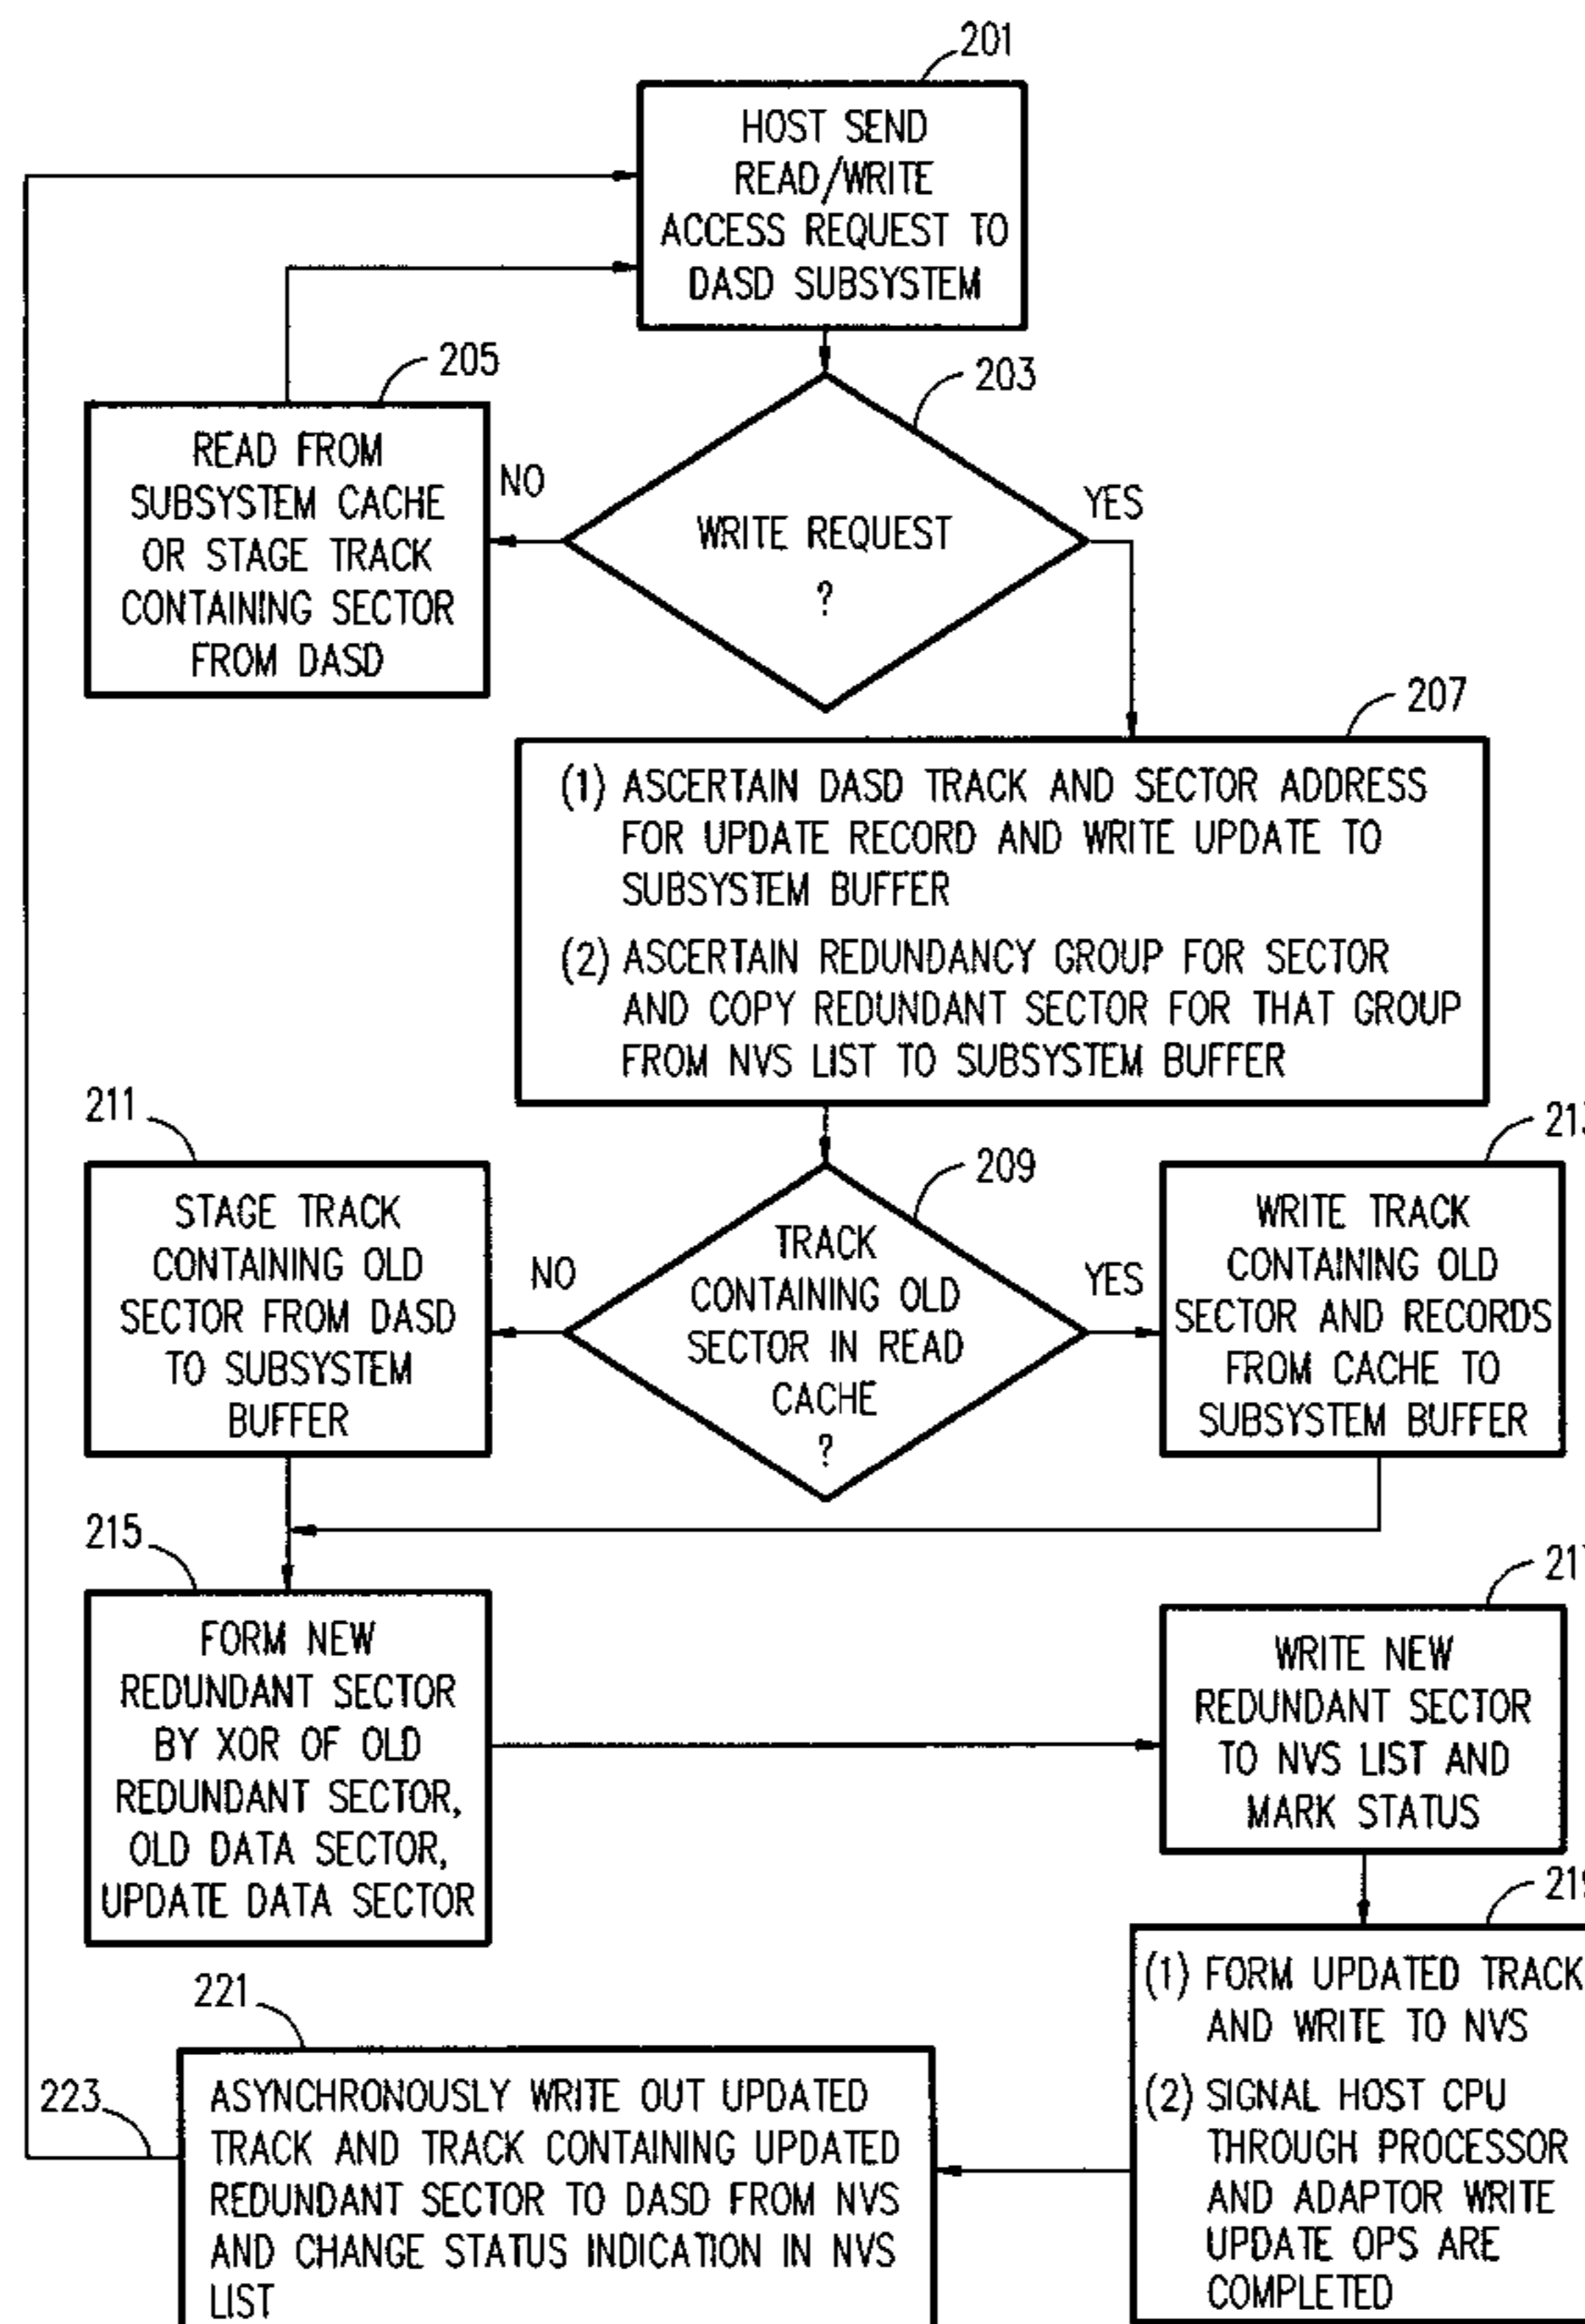 201
HOST SEND
READ/WRITE
ACCESS REQUEST TO
DASD SUBSYSTEM
205
203
READ FROM
SUBSYSTEM CACHE
OR STAGE TRACK
CONTAINING SECTOR
FROM DASD
NO
WRITE REQUEST
?
YES
207
(1) ASCERTAIN DASD TRACK AND SECTOR ADDRESS
FOR UPDATE RECORD AND WRITE UPDATE TO
SUBSYSTEM BUFFER
(2) ASCERTAIN REDUNDANCY GROUP FOR SECTOR
AND COPY REDUNDANT SECTOR FOR THAT GROUP
FROM NVS LIST TO SUBSYSTEM BUFFER
211
209
STAGE TRACK
CONTAINING OLD
SECTOR FROM DASD
TO SUBSYSTEM
BUFFER
NO
TRACK
CONTAINING OLD
SECTOR IN READ
CACHE
?
YES
WRITE TRACK
CONTAINING OLD
SECTOR AND RECORDS
FROM CACHE TO
SUBSYSTEM BUFFER
215
FORM NEW
REDUNDANT SECTOR
BY XOR OF OLD
REDUNDANT SECTOR,
OLD DATA SECTOR,
UPDATE DATA SECTOR
WRITE NEW
REDUNDANT SECTOR
TO NVS LIST AND
MARK STATUS
(1) FORM UPDATED TRACK
AND WRITE TO NVS
(2) SIGNAL HOST CPU
THROUGH PROCESSOR
AND ADAPTOR WRITE
UPDATE OPS ARE
COMPLETED
221
223
ASYNCHRONOUSLY WRITE OUT UPDATED
TRACK AND TRACK CONTAINING UPDATED
REDUNDANT SECTOR TO DASD FROM NVS
AND CHANGE STATUS INDICATION IN NVS
LIST